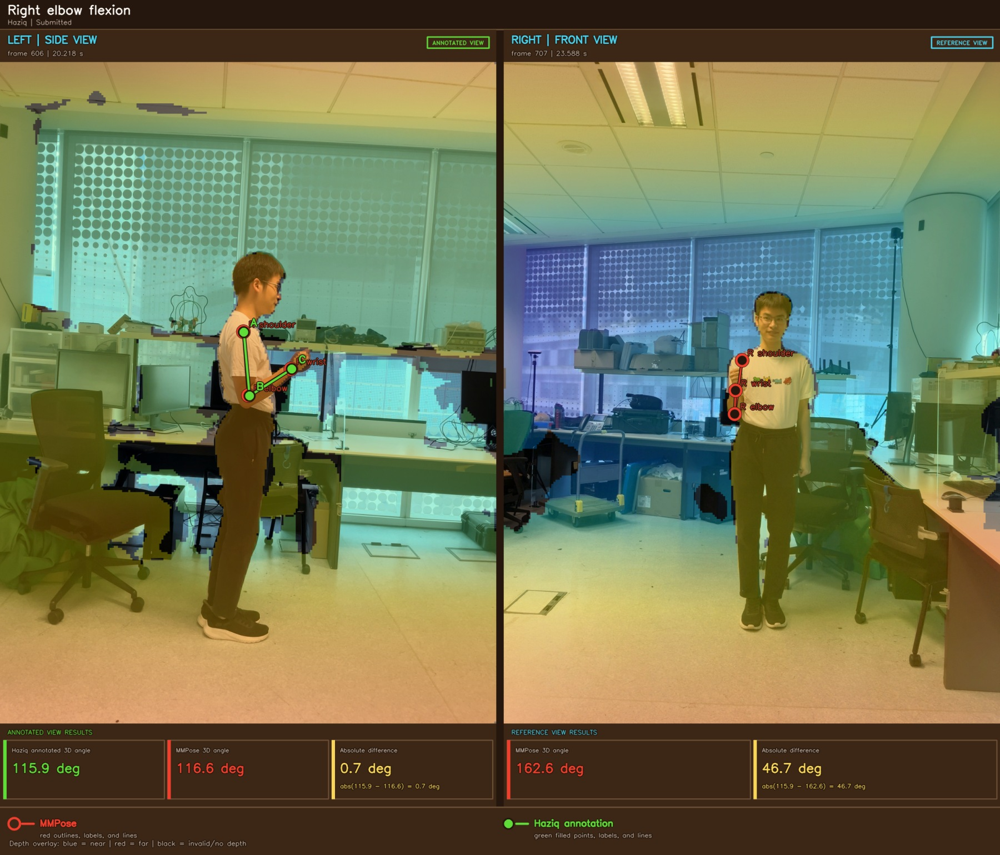 Right elbow flexion
Haziq | Submitted
LEFT | SIDE VIEW
frame 606 | 20.218 s
ANNOTATED VIEW
RIGHT | FRONT VIEW
frame 707 | 23.588 s
REFERENCE VIEW
A shoulder
C wrist
B elbow
R shoulder
R wrist
R elbow
ANNOTATED VIEW RESULTS
Haziq annotated 3D angle
115.9 deg
MMPose 3D angle
116.6 deg
Absolute difference
0.7 deg
abs(115.9 - 116.6) = 0.7 deg
REFERENCE VIEW RESULTS
MMPose 3D angle
162.6 deg
Absolute difference
46.7 deg
abs(115.9 - 162.6) = 46.7 deg
MMPose
red outlines, labels, and lines
Depth overlay: blue = near | red = far | black = invalid/no depth
Haziq annotation
green filled points, labels, and lines